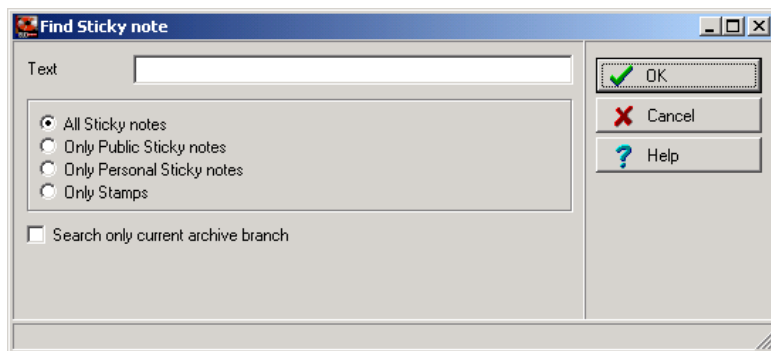 Find Sticky note
Text
OK
All Sticky notes
Only Public Sticky notes
Only Personal Sticky notes
Only Stamps
Cancel
Help
Search only current archive branch